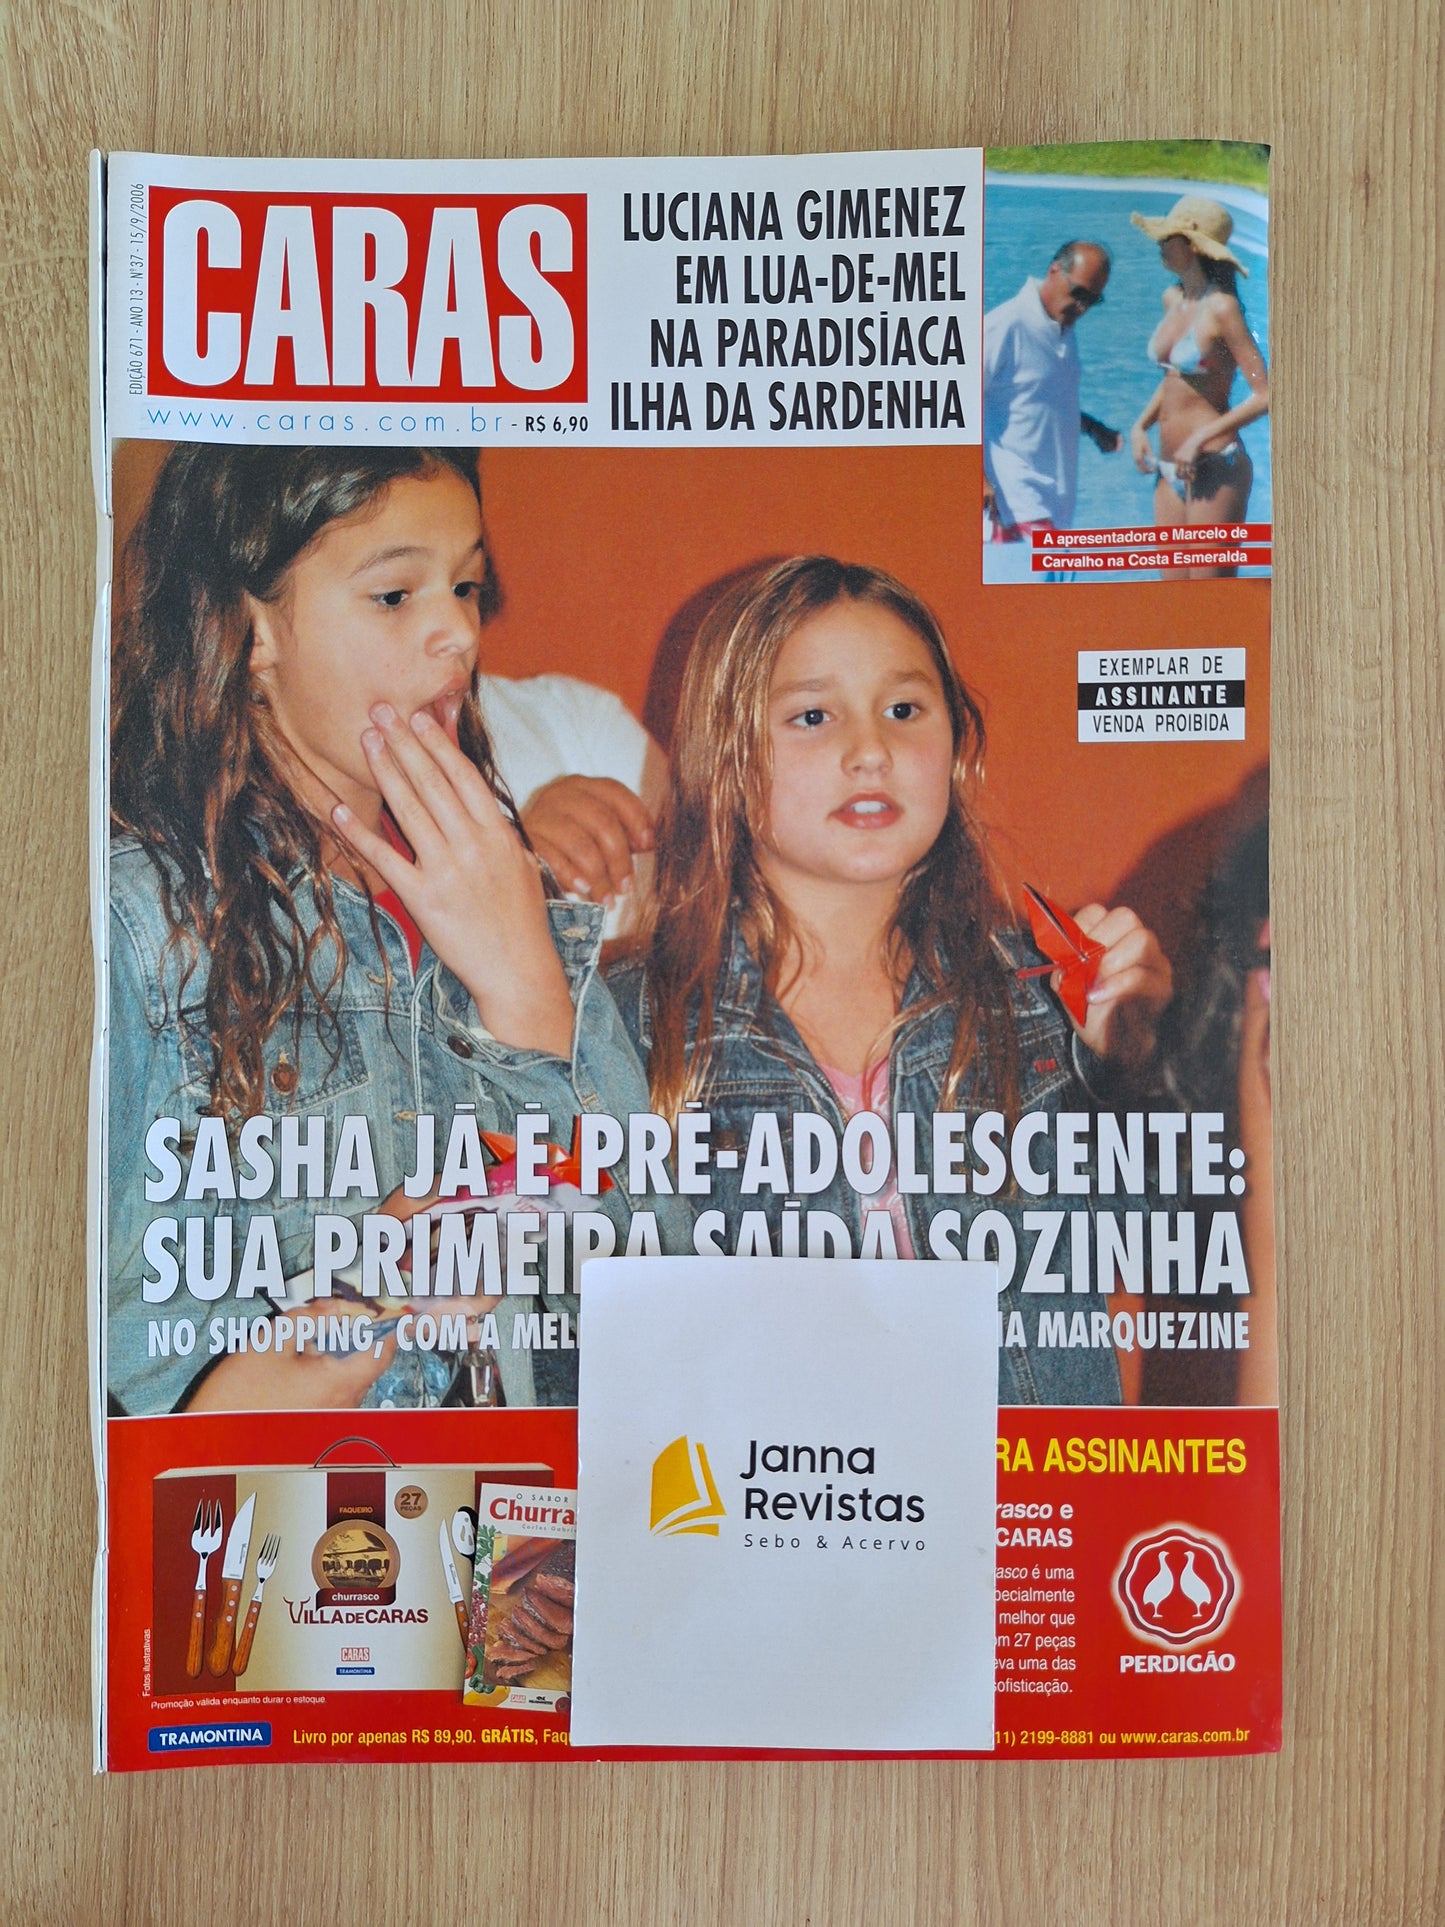 EDIÇÃO 671 - ANO 13 - Nº 37 - 15/9/2006
CARAS
www.caras.com.br - R$ 6,90
LUCIANA GIMENEZ
EM LUA-DE-MEL
NA PARADISÍACA
ILHA DA SARDENHA
A apresentadora e Marcelo de
Carvalho na Costa Esmeralda
EXEMPLAR DE
ASSINANTE
VENDA PROIBIDA
SASHA JÁ É PRÉ-ADOLESCENTE:
SUA PRIMEIRA SAÍDA SOZINHA
NO SHOPPING, COM A MEL
MARQUEZINE
Janna
Revistas
Sebo & Acervo
RA ASSINANTES
rasco e
CARAS
asco é uma
pecialmente
melhor que
om 27 peças
eva uma das
sofisticação.
PERDIGÃO
FAQUEIRO
27
PEÇAS
churrasco
VILLA DE CARAS
CARAS
TRAMONTINA
O SABOR
Churras
Carlos Gabri
Fotos ilustrativas.
Promoção válida enquanto durar o estoque.
TRAMONTINA
Livro por apenas R$ 89,90. GRÁTIS, Faq
11) 2199-8881 ou www.caras.com.br